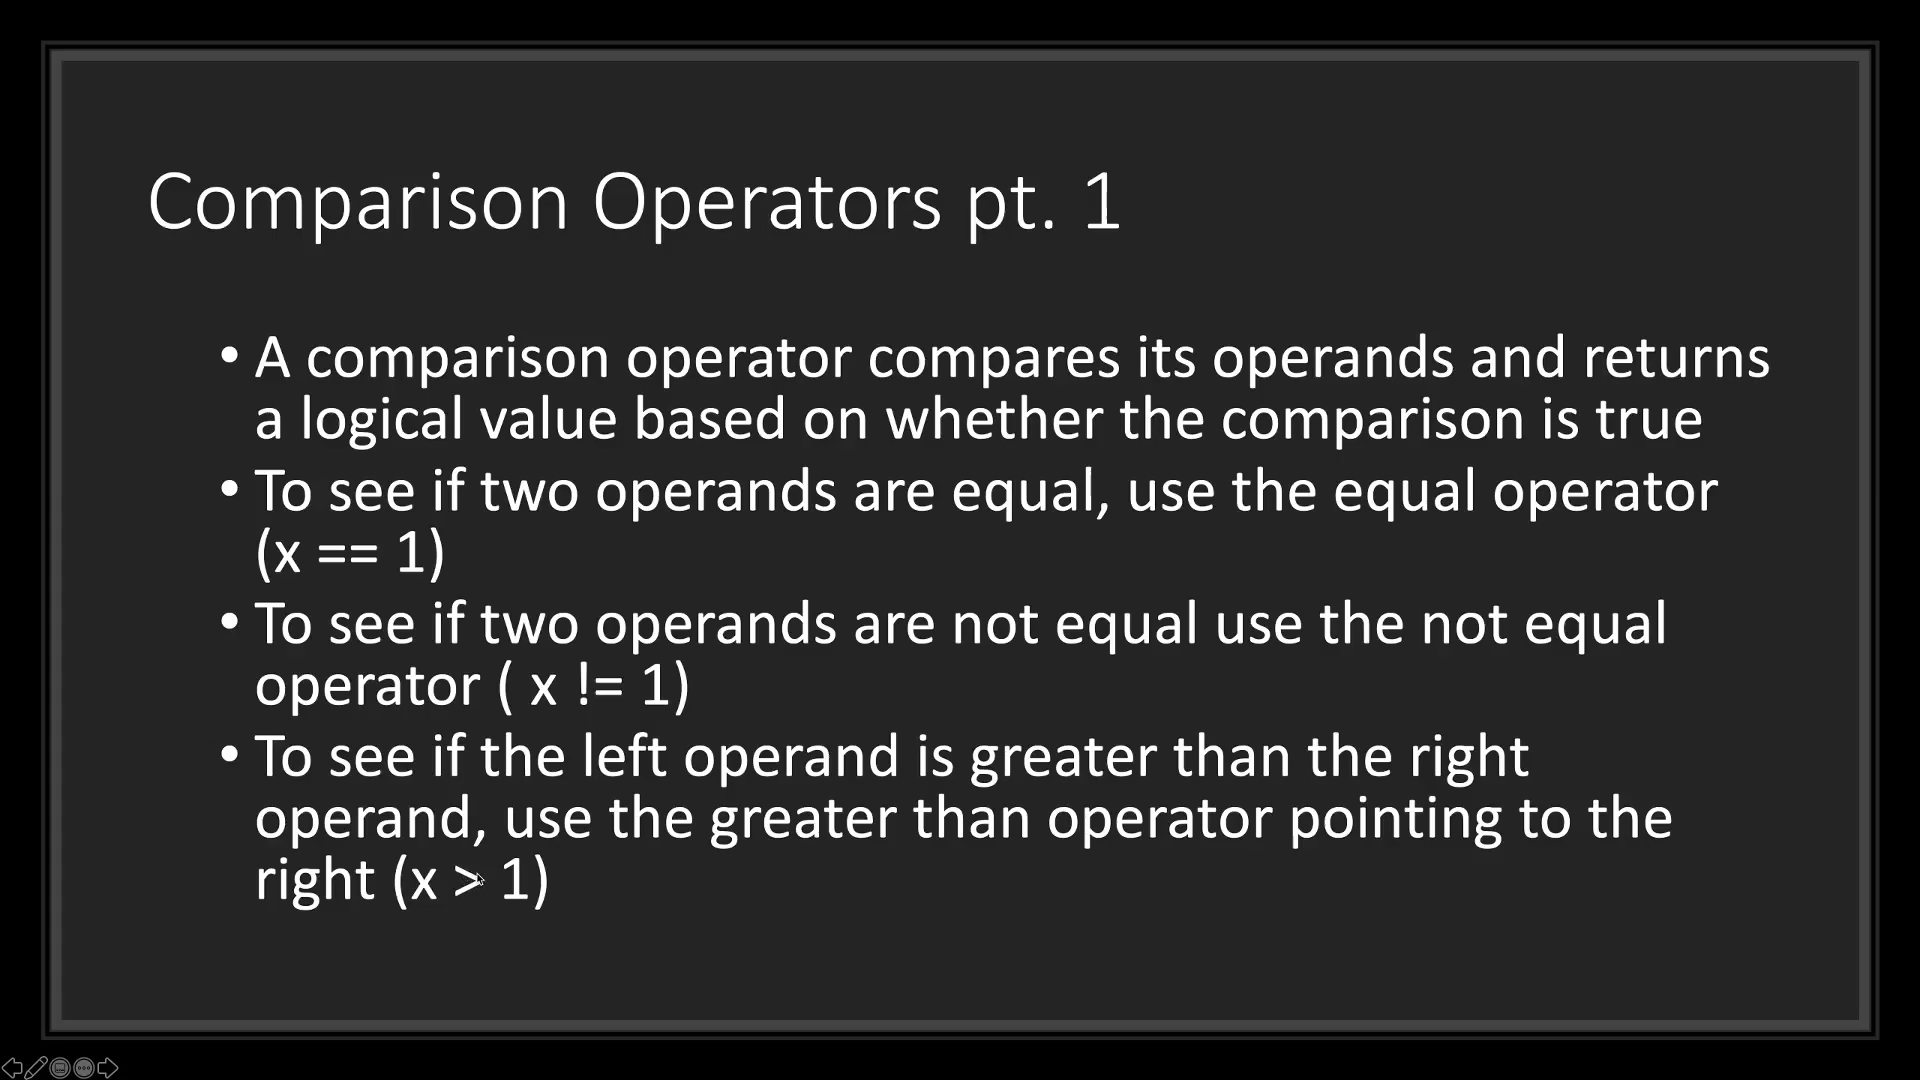 Comparison Operators pt. 1
• A comparison operator compares its operands and returns
a logical value based on whether the comparison is true
• To see if two operands are equal, use the equal operator
(x == 1)
• To see if two operands are not equal use the not equal
operator ( x != 1)
• To see if the left operand is greater than the right
operand, use the greater than operator pointing to the
right (x > 1)